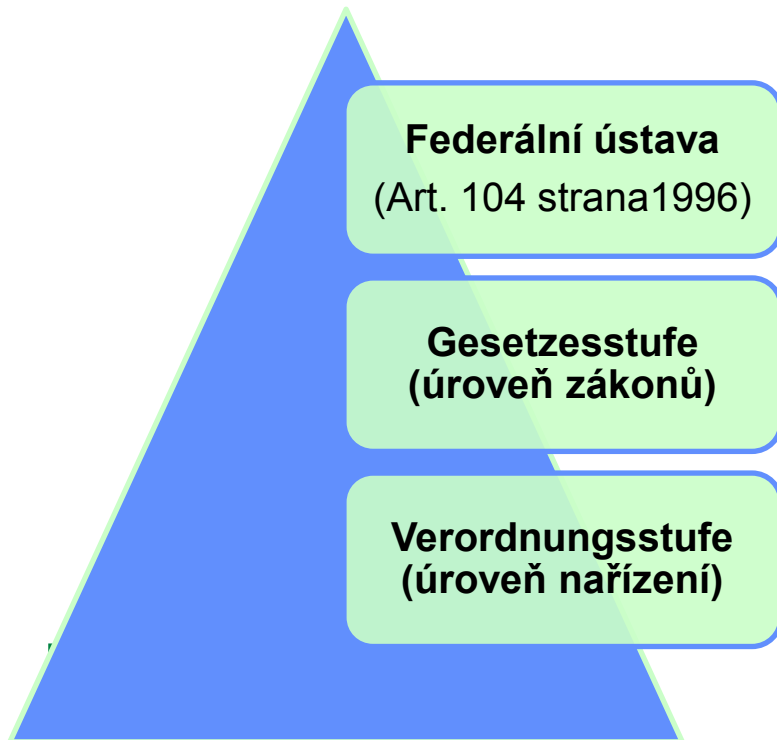 Federální ústava
(Art. 104 strana1996)
Gesetzesstufe
(úroveň zákonů)
Verordnungsstufe
(úroveň nařízení)